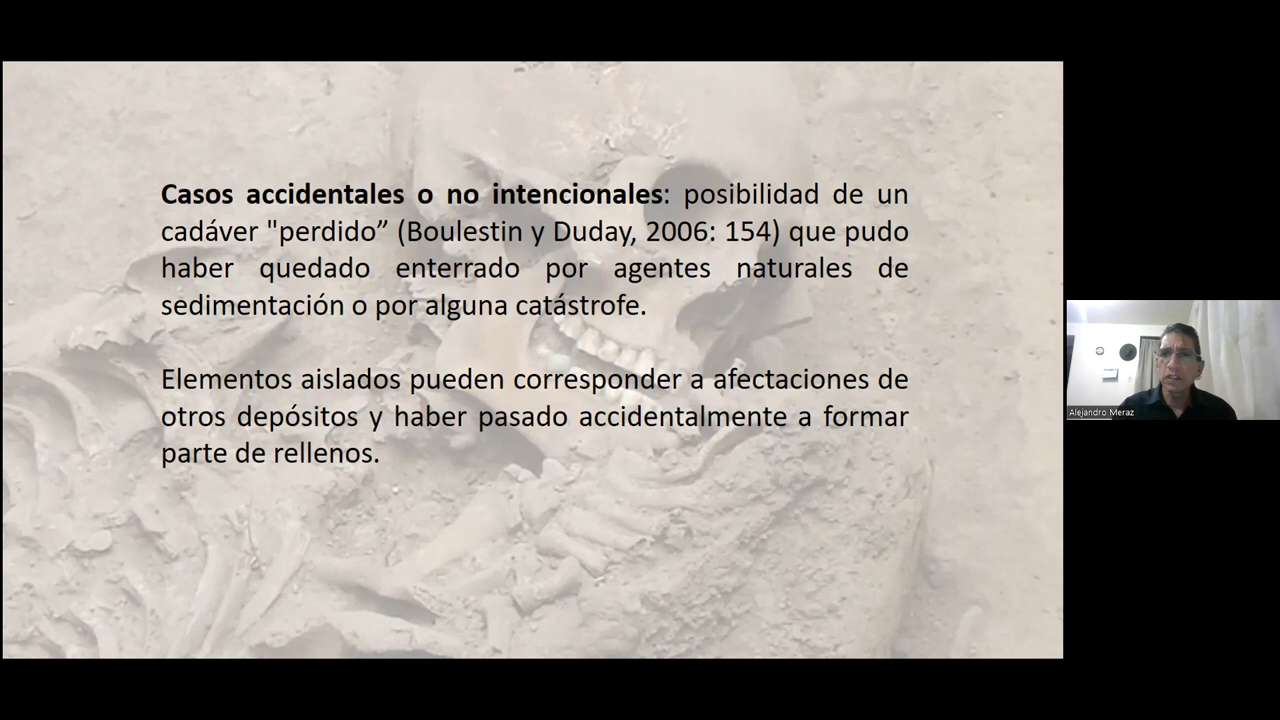 Casos accidentales o no intencionales: posibilidad de un
cadáver "perdido” (Boulestin y Duday, 2006: 154) que pudo
haber quedado enterrado por agentes naturales de
sedimentación o por alguna catástrofe.
Elementos aislados pueden corresponder a afectaciones de
otros depósitos y haber pasado accidentalmente a formar
parte de rellenos.
Alejandro Meraz